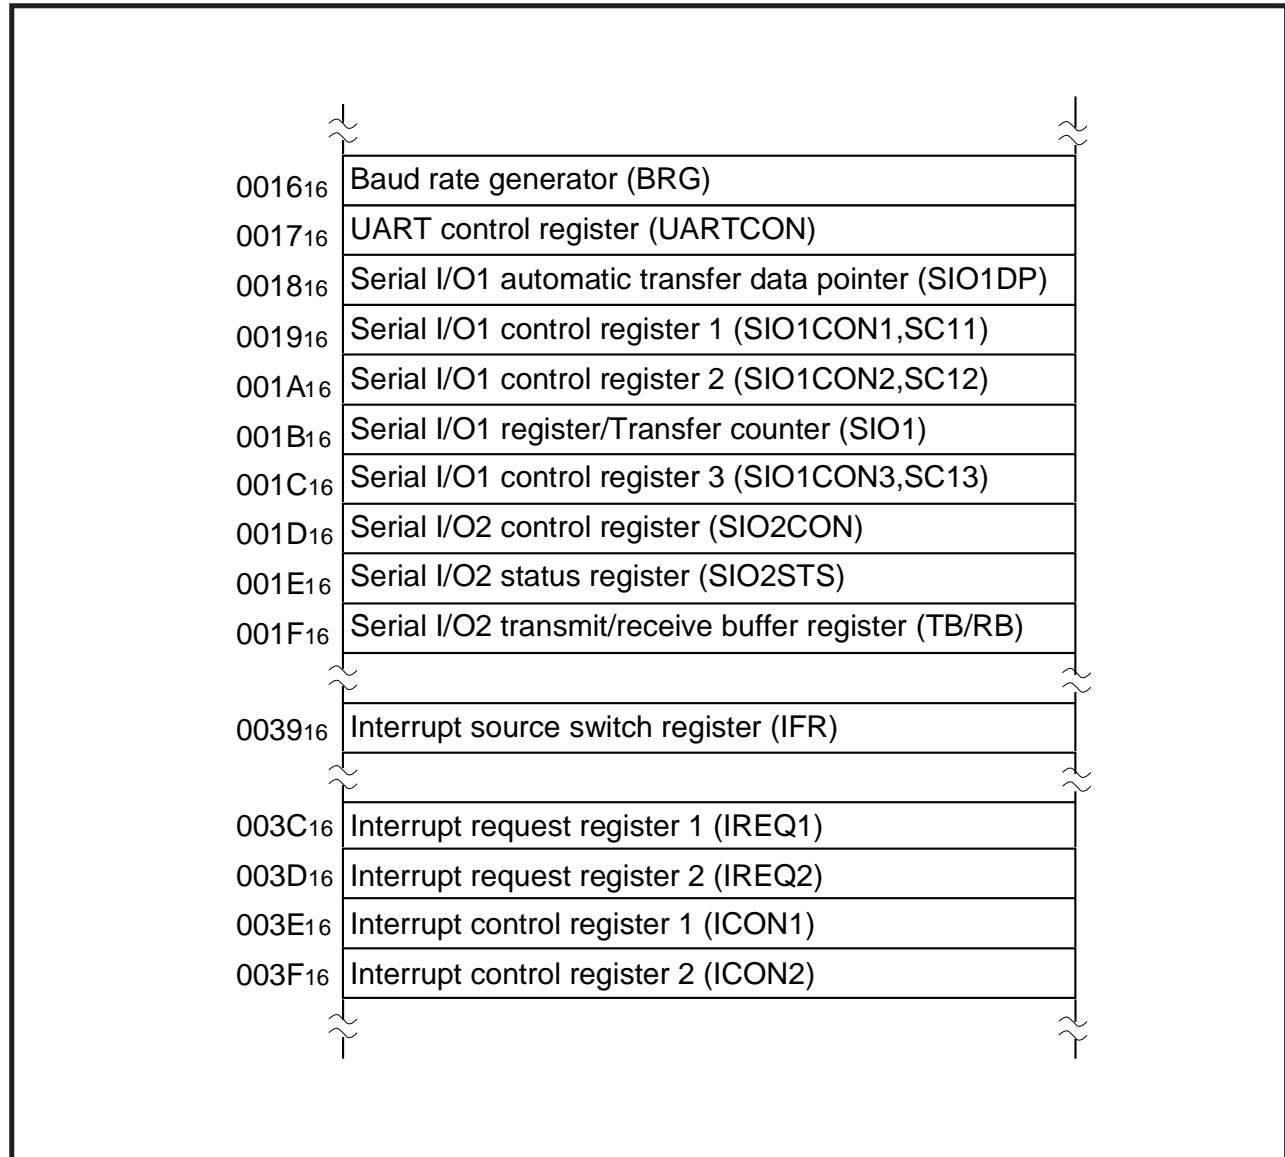 0016₁₆ Baud rate generator (BRG)
0017₁₆ UART control register (UARTCON)
0018₁₆ Serial I/O1 automatic transfer data pointer (SIO1DP)
0019₁₆ Serial I/O1 control register 1 (SIO1CON1,SC11)
001A₁₆ Serial I/O1 control register 2 (SIO1CON2,SC12)
001B₁₆ Serial I/O1 register/Transfer counter (SIO1)
001C₁₆ Serial I/O1 control register 3 (SIO1CON3,SC13)
001D₁₆ Serial I/O2 control register (SIO2CON)
001E₁₆ Serial I/O2 status register (SIO2STS)
001F₁₆ Serial I/O2 transmit/receive buffer register (TB/RB)
0039₁₆ Interrupt source switch register (IFR)
003C₁₆ Interrupt request register 1 (IREQ1)
003D₁₆ Interrupt request register 2 (IREQ2)
003E₁₆ Interrupt control register 1 (ICON1)
003F₁₆ Interrupt control register 2 (ICON2)